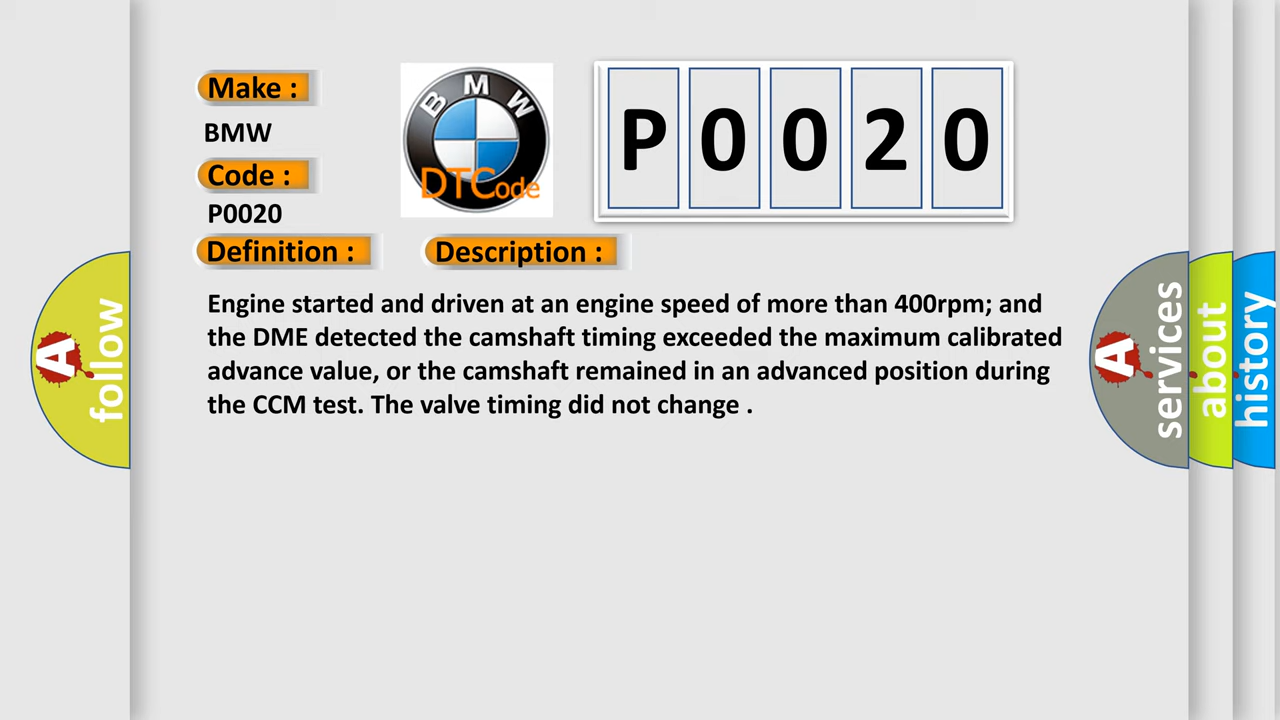 Make :
BMW
Code :
P0020
Definition :
Description :
BMW
DTCode
P0020
Engine started and driven at an engine speed of more than 400rpm; and
the DME detected the camshaft timing exceeded the maximum calibrated
advance value, or the camshaft remained in an advanced position during
the CCM test. The valve timing did not change .
A
follow
A
services
about
history